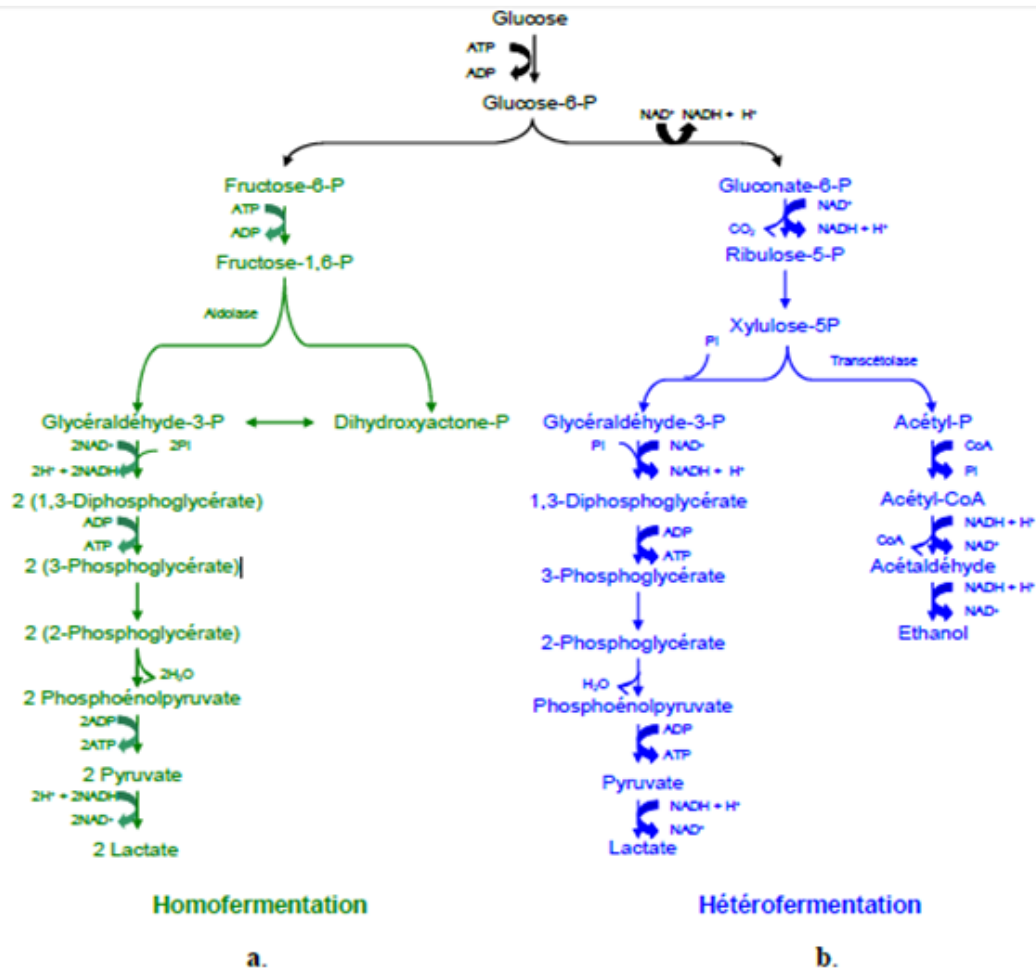 Glucose
ATP
ADP
Glucose-6-P
NAD⁺ NADH + H⁺
Fructose-6-P
ATP
ADP
Fructose-1,6-P
Aldolase
Glycéraldéhyde-3-P
Dihydroxyactone-P
2NAD⁺
2PI
2H⁺ + 2NADH
2 (1,3-Diphosphoglycérate)
ADP
ATP
2 (3-Phosphoglycérate)
2 (2-Phosphoglycérate)
2H₂O
2 Phosphoénolpyruvate
2ADP
2ATP
2 Pyruvate
2H⁺ + 2NADH
2NAD⁺
2 Lactate
Homofermentation
a.
Gluconate-6-P
NAD⁺
CO₂
NADH + H⁺
Ribulose-5-P
Xylulose-5P
PI
Transcétolase
Glycéraldéhyde-3-P
PI
NAD⁺
NADH + H⁺
1,3-Diphosphoglycérate
ADP
ATP
3-Phosphoglycérate
2-Phosphoglycérate
H₂O
Phosphoénolpyruvate
ADP
ATP
Pyruvate
NADH + H⁺
NAD⁺
Lactate
Acétyl-P
CoA
PI
Acétyl-CoA
NADH + H⁺
CoA
NAD⁺
Acétaldéhyde
NADH + H⁺
NAD⁺
Ethanol
Hétérofermentation
b.